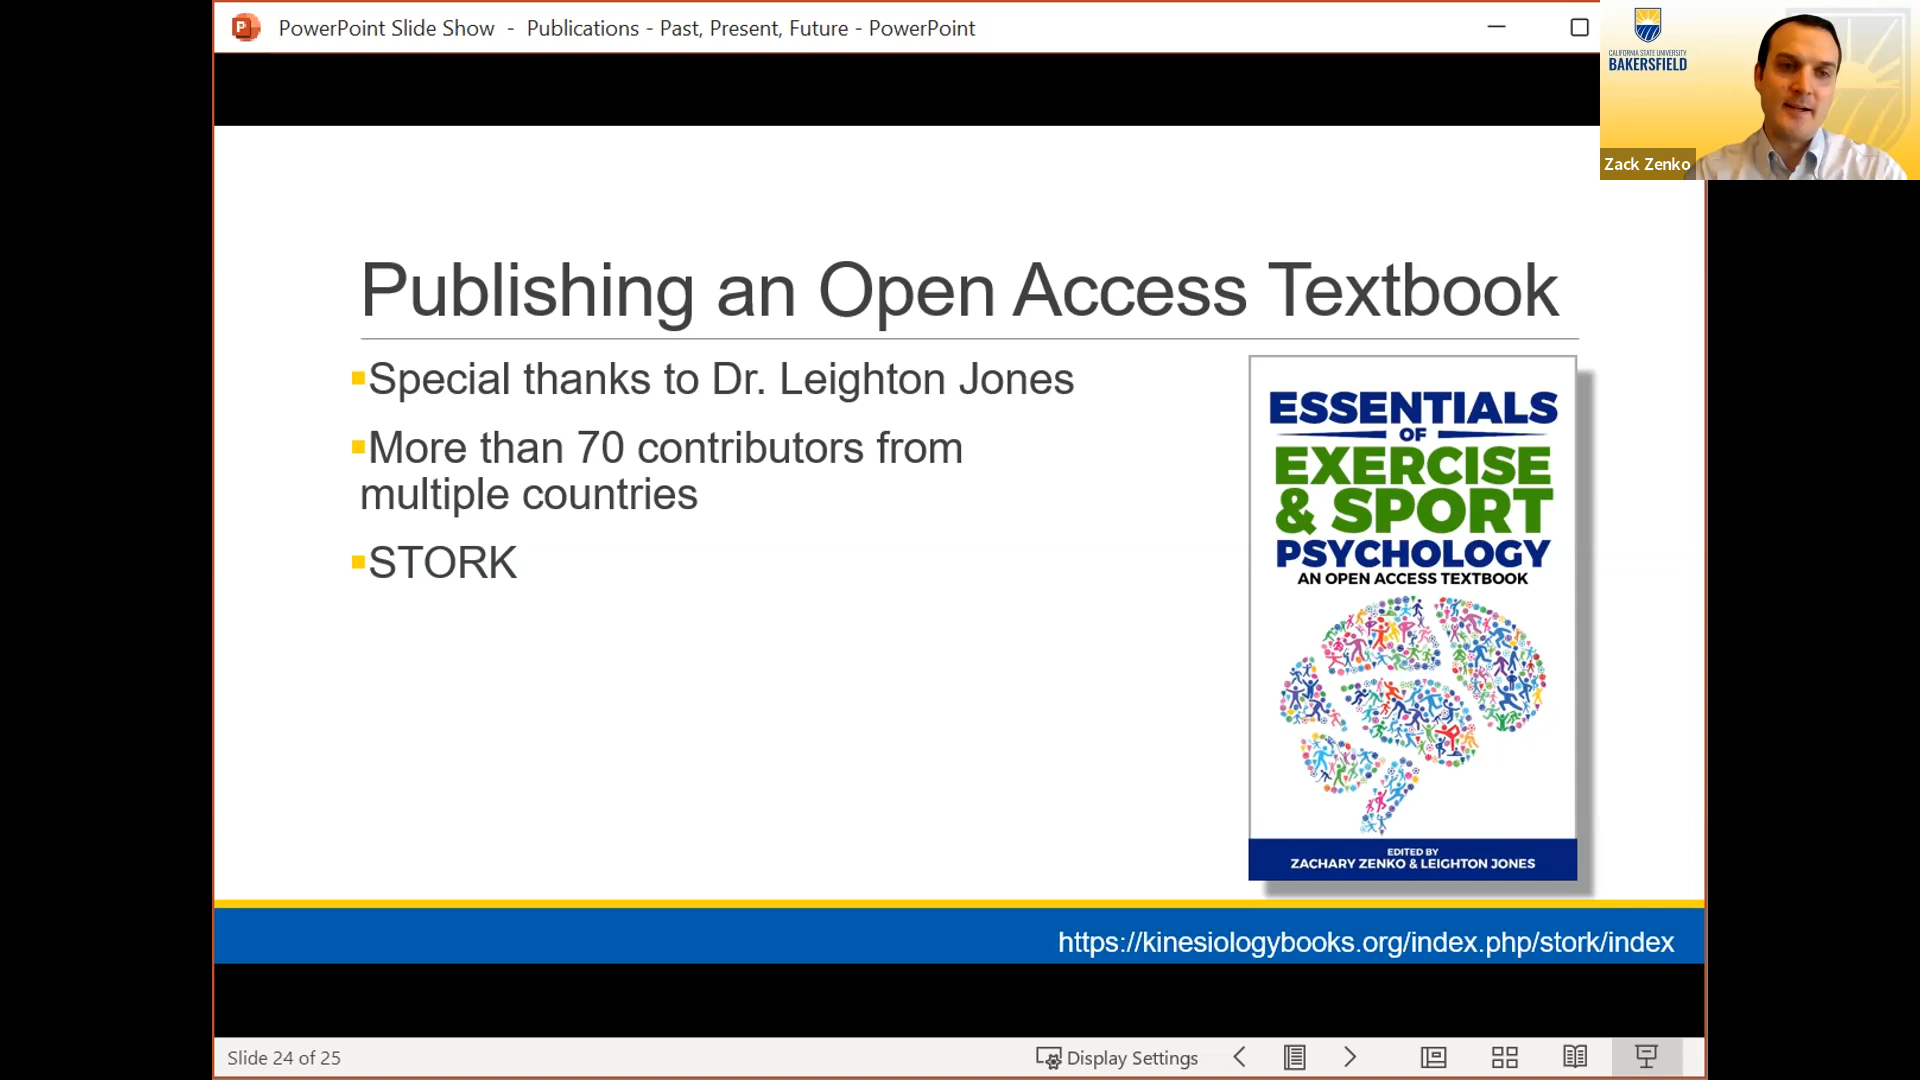 PowerPoint Slide Show - Publications - Past, Present, Future - PowerPoint
CALIFORNIA STATE UNIVERSITY
BAKERSFIELD
Zack Zenko
Publishing an Open Access Textbook
Special thanks to Dr. Leighton Jones
More than 70 contributors from
multiple countries
STORK
ESSENTIALS
OF
EXERCISE
& SPORT
PSYCHOLOGY
AN OPEN ACCESS TEXTBOOK
EDITED BY
ZACHARY ZENKO & LEIGHTON JONES
https://kinesiologybooks.org/index.php/stork/index
Slide 24 of 25
Display Settings